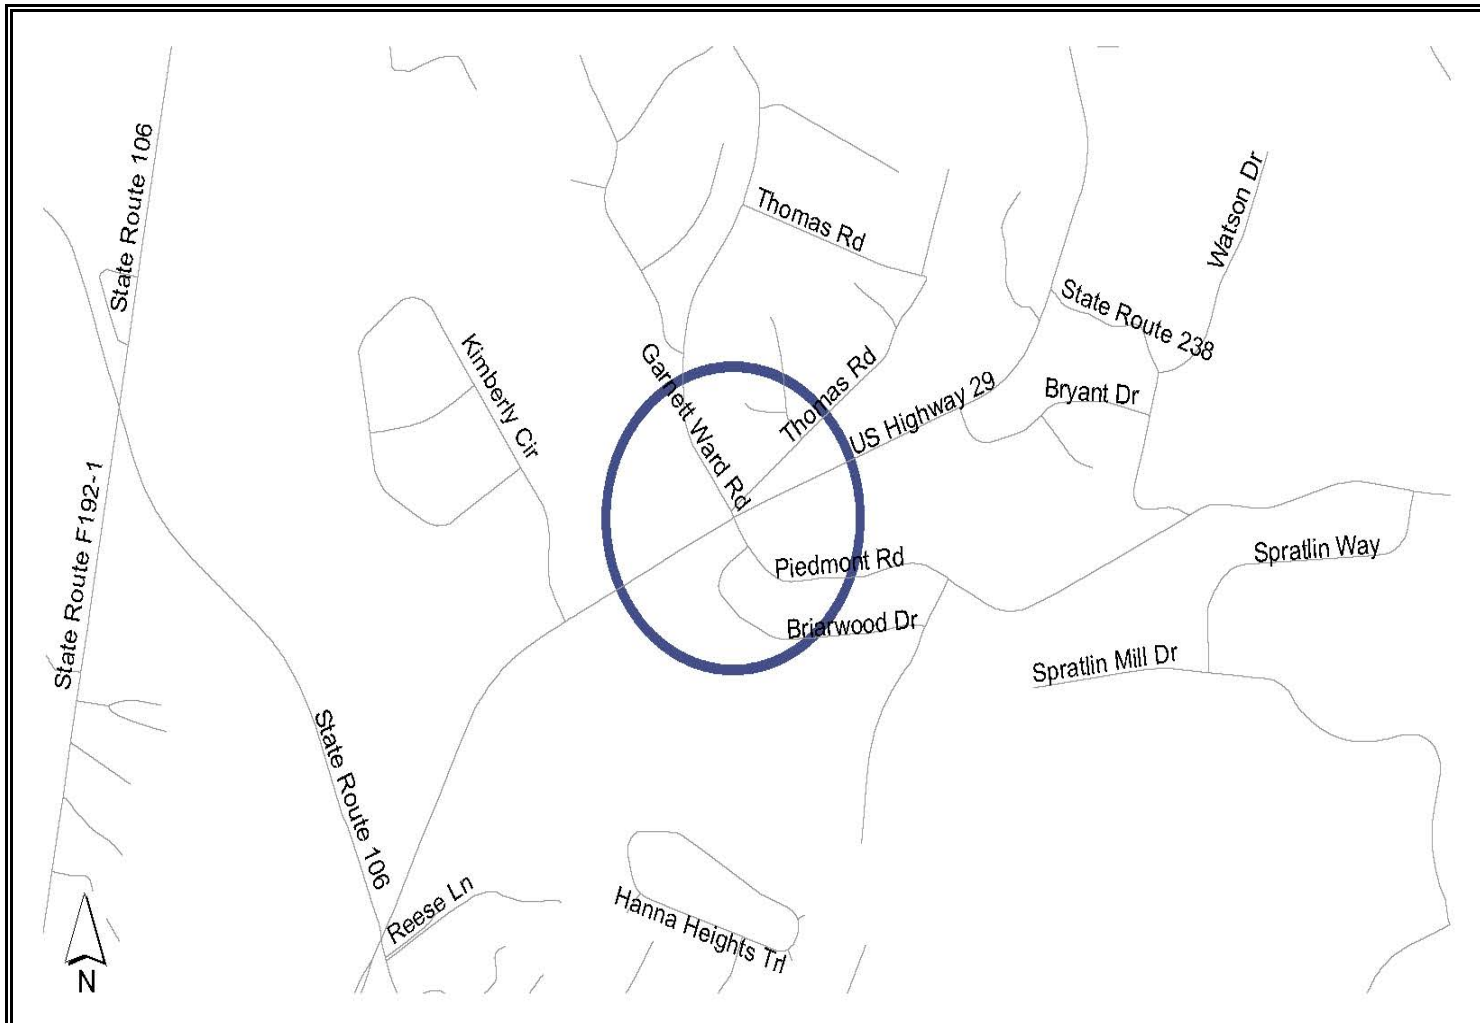 State Route 106
Watson Dr
Thomas Rd
State Route 238
Kimberly Cir
Garnett Ward Rd
Thomas Rd
US Highway 29
Bryant Dr
State Route F192-1
Piedmont Rd
Spratlin Way
Briarwood Dr
Spratlin Mill Dr
State Route 106
Reese Ln
Hanna Heights Trl
N